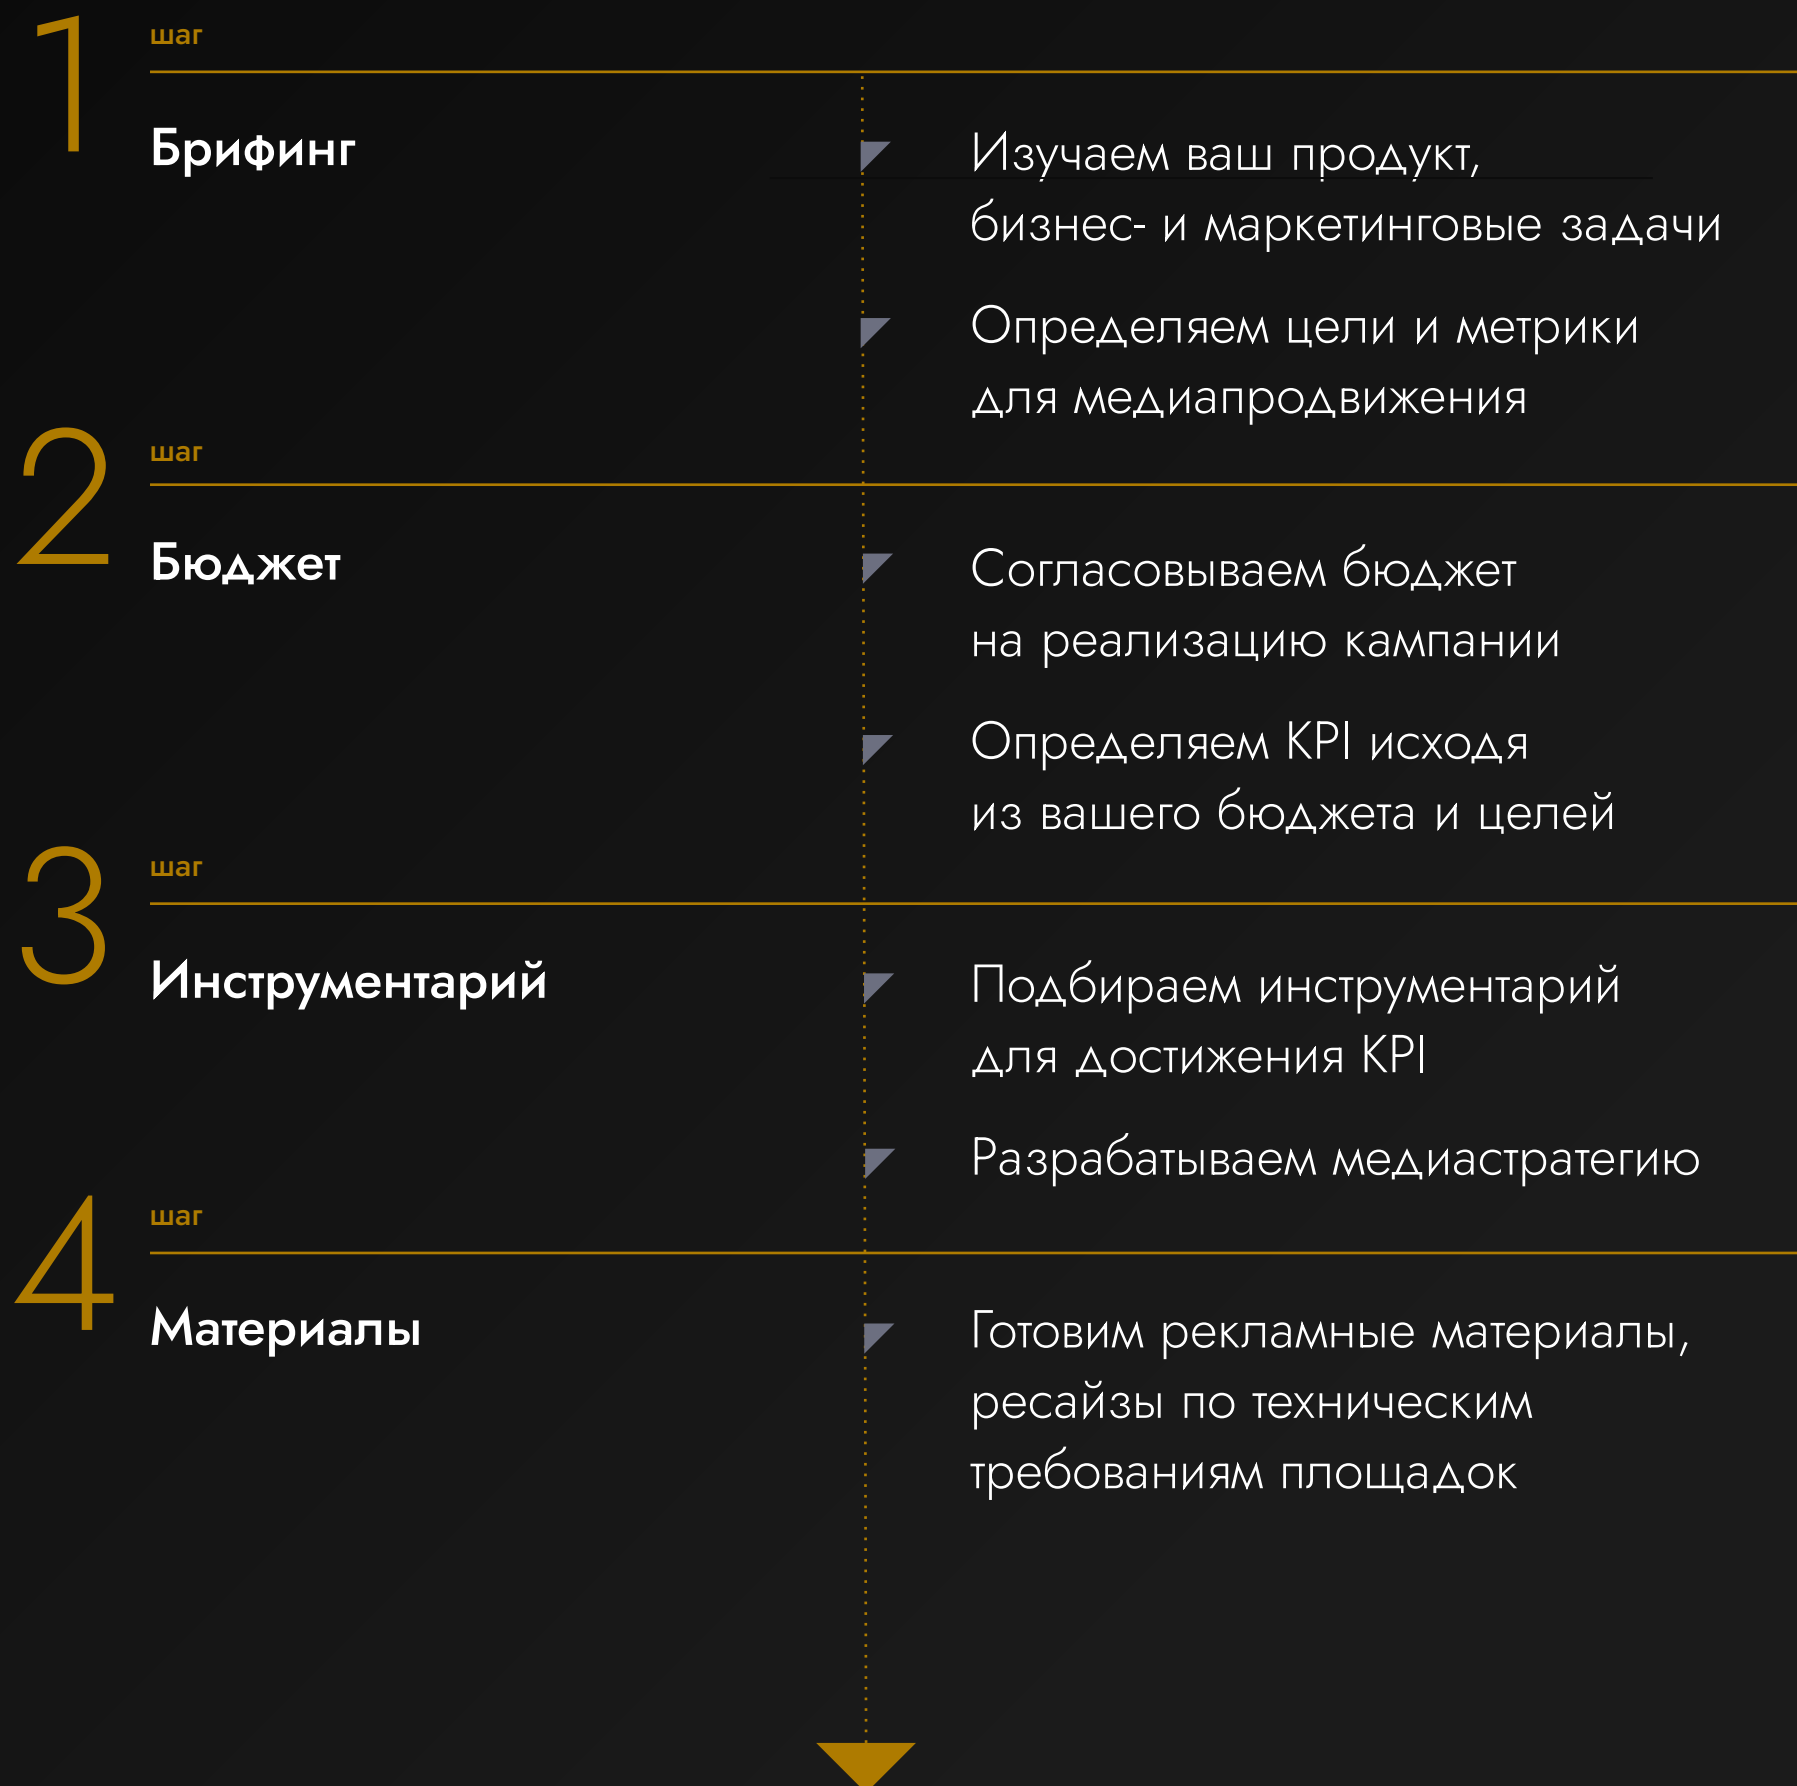 1
шаг
Брифинг
Изучаем ваш продукт,
бизнес- и маркетинговые задачи
Определяем цели и метрики
для медиапродвижения
2
шаг
Бюджет
Согласовываем бюджет
на реализацию кампании
Определяем KPI исходя
из вашего бюджета и целей
3
шаг
Инструментарий
Подбираем инструментарий
для достижения KPI
Разрабатываем медиастратегию
4
шаг
Материалы
Готовим рекламные материалы,
ресайзы по техническим
требованиям площадок